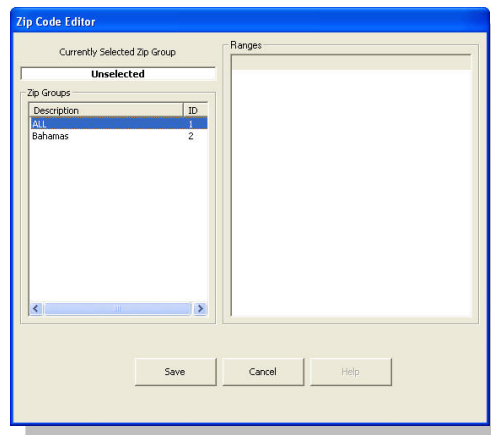 Zip Code Editor
Currently Selected Zip Group
Unselected
Zip Groups
Description ID
ALL 1
Bahamas 2
Ranges
Save Cancel Help